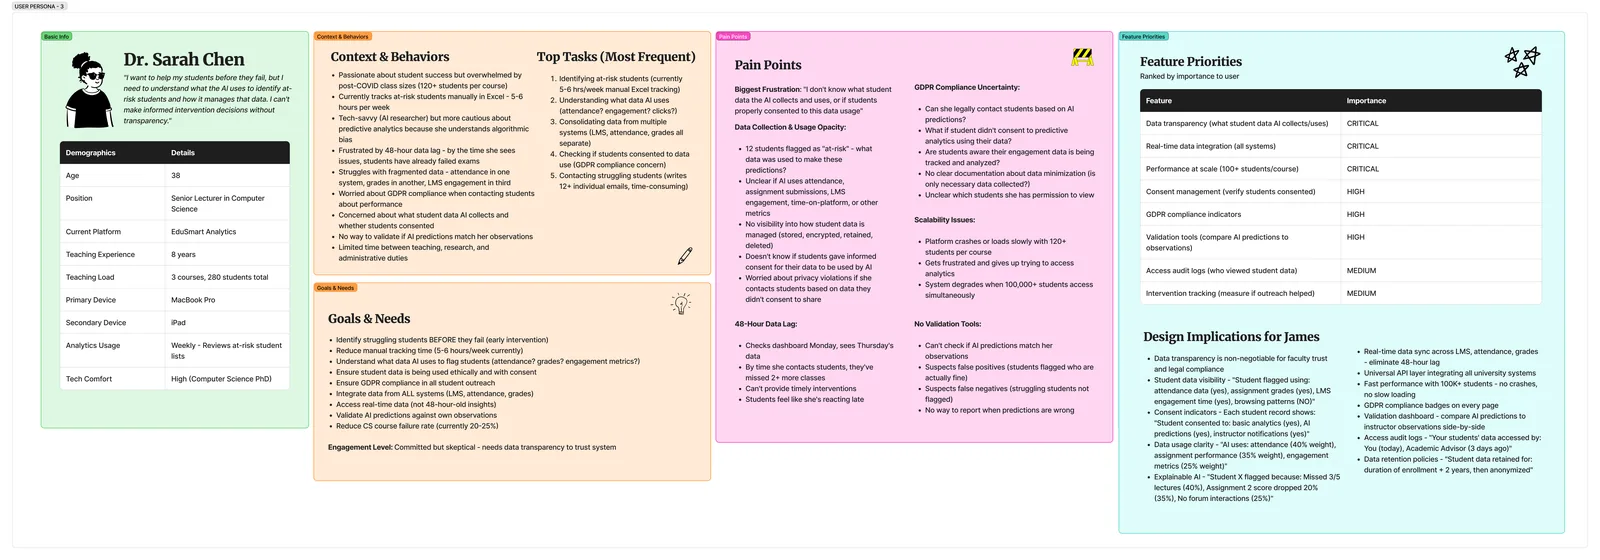 USER PERSONA - 3
Basic Info
Dr. Sarah Chen
"I want to help my students before they fail, but I
need to understand what the AI uses to identify at-
risk students and how it manages that data. I can't
make informed intervention decisions without
transparency."
Demographics Details
Age 38
Position Senior Lecturer in Computer
Science
Current Platform EduSmart Analytics
Teaching Experience 8 years
Teaching Load 3 courses, 280 students total
Primary Device MacBook Pro
Secondary Device iPad
Analytics Usage Weekly - Reviews at-risk student
lists
Tech Comfort High (Computer Science PhD)
Context & Behaviors
Context & Behaviors
• Passionate about student success but overwhelmed by
post-COVID class sizes (120+ students per course)
• Currently tracks at-risk students manually in Excel - 5-6
hours per week
• Tech-savvy (AI researcher) but more cautious about
predictive analytics because she understands algorithmic
bias
• Frustrated by 48-hour data lag - by the time she sees
issues, students have already failed exams
• Struggles with fragmented data - attendance in one
system, grades in another, LMS engagement in third
• Worried about GDPR compliance when contacting students
about performance
• Concerned about what student data AI collects and
whether students consented
• No way to validate if AI predictions match her observations
• Limited time between teaching, research, and
administrative duties
Top Tasks (Most Frequent)
1. Identifying at-risk students (currently
5-6 hrs/week manual Excel tracking)
2. Understanding what data AI uses
(attendance? engagement? clicks?)
3. Consolidating data from multiple
systems (LMS, attendance, grades all
separate)
4. Checking if students consented to data
use (GDPR compliance concern)
5. Contacting struggling students (writes
12+ individual emails, time-consuming)
Goals & Needs
Goals & Needs
• Identify struggling students BEFORE they fail (early intervention)
• Reduce manual tracking time (5-6 hours/week currently)
• Understand what data AI uses to flag students (attendance? grades? engagement metrics?)
• Ensure student data is being used ethically and with consent
• Ensure GDPR compliance in all student outreach
• Integrate data from ALL systems (LMS, attendance, grades)
• Access real-time data (not 48-hour-old insights)
• Validate AI predictions against own observations
• Reduce CS course failure rate (currently 20-25%)
Engagement Level: Committed but skeptical - needs data transparency to trust system
Pain Points
Pain Points
Biggest Frustration: "I don't know what student
data the AI collects and uses, or if students
properly consented to this data usage"
Data Collection & Usage Opacity:
• 12 students flagged as "at-risk" - what
data was used to make these
predictions?
• Unclear if AI uses attendance,
assignment submissions, LMS
engagement, time-on-platform, or other
metrics
• No visibility into how student data is
managed (stored, encrypted, retained,
deleted)
• Doesn't know if students gave informed
consent for their data to be used by AI
• Worried about privacy violations if she
contacts students based on data they
didn't consent to share
48-Hour Data Lag:
• Checks dashboard Monday, sees Thursday's
data
• By time she contacts students, they've
missed 2+ more classes
• Can't provide timely interventions
• Students feel like she's reacting late
GDPR Compliance Uncertainty:
• Can she legally contact students based on AI
predictions?
• What if student didn't consent to predictive
analytics using their data?
• Are students aware their engagement data is being
tracked and analyzed?
• No clear documentation about data minimization (is
only necessary data collected?)
• Unclear which students she has permission to view
Scalability Issues:
• Platform crashes or loads slowly with 120+
students per course
• Gets frustrated and gives up trying to access
analytics
• System degrades when 100,000+ students access
simultaneously
No Validation Tools:
• Can't check if AI predictions match her
observations
• Suspects false positives (students flagged who are
actually fine)
• Suspects false negatives (struggling students not
flagged)
• No way to report when predictions are wrong
Feature Priorities
Feature Priorities
Ranked by importance to user
Feature Importance
Data transparency (what student data AI collects/uses) CRITICAL
Real-time data integration (all systems) CRITICAL
Performance at scale (100+ students/course) CRITICAL
Consent management (verify students consented) HIGH
GDPR compliance indicators HIGH
Validation tools (compare AI predictions to
observations) HIGH
Access audit logs (who viewed student data) MEDIUM
Intervention tracking (measure if outreach helped) MEDIUM
Design Implications for James
• Data transparency is non-negotiable for faculty trust
and legal compliance
• Student data visibility - "Student flagged using:
attendance data (yes), assignment grades (yes), LMS
engagement time (yes), browsing patterns (NO)"
• Consent indicators - Each student record shows:
"Student consented to: basic analytics (yes), AI
predictions (yes), instructor notifications (yes)"
• Data usage clarity - "AI uses: attendance (40% weight),
assignment performance (35% weight), engagement
metrics (25% weight)"
• Explainable AI - "Student X flagged because: Missed 3/5
lectures (40%), Assignment 2 score dropped 20%
(35%), No forum interactions (25%)"
• Real-time data sync across LMS, attendance, grades
- eliminate 48-hour lag
• Universal API layer integrating all university systems
• Fast performance with 100K+ students - no crashes,
no slow loading
• GDPR compliance badges on every page
• Validation dashboard - compare AI predictions to
instructor observations side-by-side
• Access audit logs - "Your students' data accessed by:
You (today), Academic Advisor (3 days ago)"
• Data retention policies - "Student data retained for:
duration of enrollment + 2 years, then anonymized"